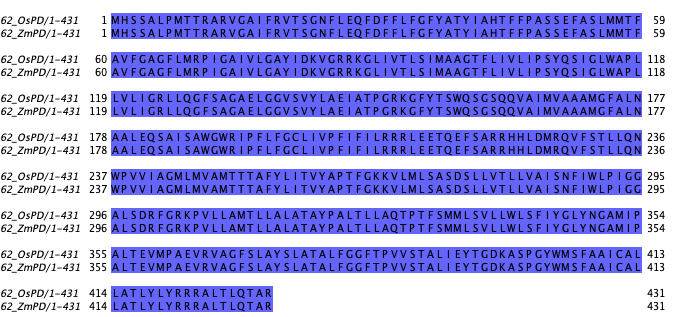 62_OsPD/1-431 1 MHSSALPMTTRARVGAIFRVTSGNFLEQFDFFLFGFYATYIAHTFFPASSEFASLMMTF 59
62_ZmPD/1-431 1 MHSSALPMTTRARVGAIFRVTSGNFLEQFDFFLFGFYATYIAHTFFPASSEFASLMMTF 59
62_OsPD/1-431 60 AVFGAGFLMRPIGAIVLGAYIDKVGRRKGLIVTLSIMAAGTFLIVLIPSYQSIGLWAPL 118
62_ZmPD/1-431 60 AVFGAGFLMRPIGAIVLGAYIDKVGRRKGLIVTLSIMAAGTFLIVLIPSYQSIGLWAPL 118
62_OsPD/1-431 119 LVLIGRLLQGFSAGAELGGVSVYLAEIATPGRKGFYTSWQSGSQQVAIMVAAAMGFALN 177
62_ZmPD/1-431 119 LVLIGRLLQGFSAGAELGGVSVYLAEIATPGRKGFYTSWQSGSQQVAIMVAAAMGFALN 177
62_OsPD/1-431 178 AALEQSAISAWGWRIPFLFGCLIVPFIFILRRRLEETQEFSARRHHLDMRQVFSTLLQN 236
62_ZmPD/1-431 178 AALEQSAISAWGWRIPFLFGCLIVPFIFILRRRLEETQEFSARRHHLDMRQVFSTLLQN 236
62_OsPD/1-431 237 WPVVIAGMLMVAMTTTAFYLITVYAPTFGKKVLMLSASDSLLVTLLVAISNFIWLPIGG 295
62_ZmPD/1-431 237 WPVVIAGMLMVAMTTTAFYLITVYAPTFGKKVLMLSASDSLLVTLLVAISNFIWLPIGG 295
62_OsPD/1-431 296 ALSDRFGRKPVLLAMTLLALATAYPALTLLAQTPTFSMMLSVLLWLSFIYGLYNGAMIP 354
62_ZmPD/1-431 296 ALSDRFGRKPVLLAMTLLALATAYPALTLLAQTPTFSMMLSVLLWLSFIYGLYNGAMIP 354
62_OsPD/1-431 355 ALTEVMPAEVRVAGFSLAYSLATALFGGFTPVVSTALIEYTGDKASPGYWMSFAAICAL 413
62_ZmPD/1-431 355 ALTEVMPAEVRVAGFSLAYSLATALFGGFTPVVSTALIEYTGDKASPGYWMSFAAICAL 413
62_OsPD/1-431 414 LATLYLYRRRALTLQTAR 431
62_ZmPD/1-431 414 LATLYLYRRRALTLQTAR 431